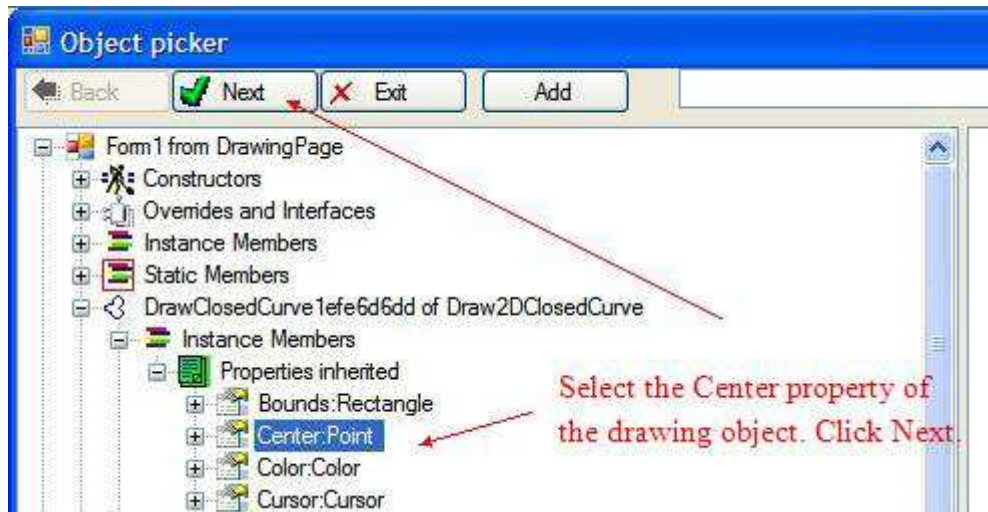 Object picker
Back Next Exit Add
Form1 from DrawingPage
Constructors
Overrides and Interfaces
Instance Members
Static Members
DrawClosedCurve1efe6d6dd of Draw2DClosedCurve
Instance Members
Properties inherited
Bounds:Rectangle
Center:Point
Color:Color
Cursor:Cursor
Select the Center property of
the drawing object. Click Next.